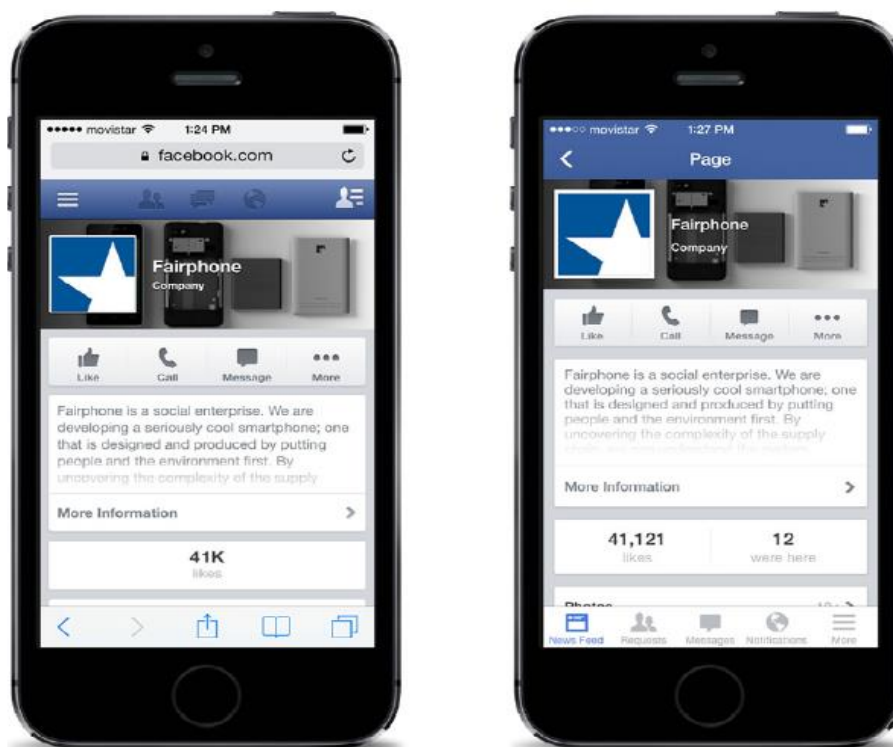 movistar 1:24 PM
facebook.com
Fairphone
Company
Like Call Message More
Fairphone is a social enterprise. We are
developing a seriously cool smartphone; one
that is designed and produced by putting
people and the environment first. By
uncovering the complexity of the supply
More Information
41K
likes
movistar 1:27 PM
Page
Fairphone
Company
Like Call Message More
Fairphone is a social enterprise. We are
developing a seriously cool smartphone; one
that is designed and produced by putting
people and the environment first. By
uncovering the complexity of the supply
More Information
41,121 12
likes were here
Photos
News Feed Requests Messages Notifications More